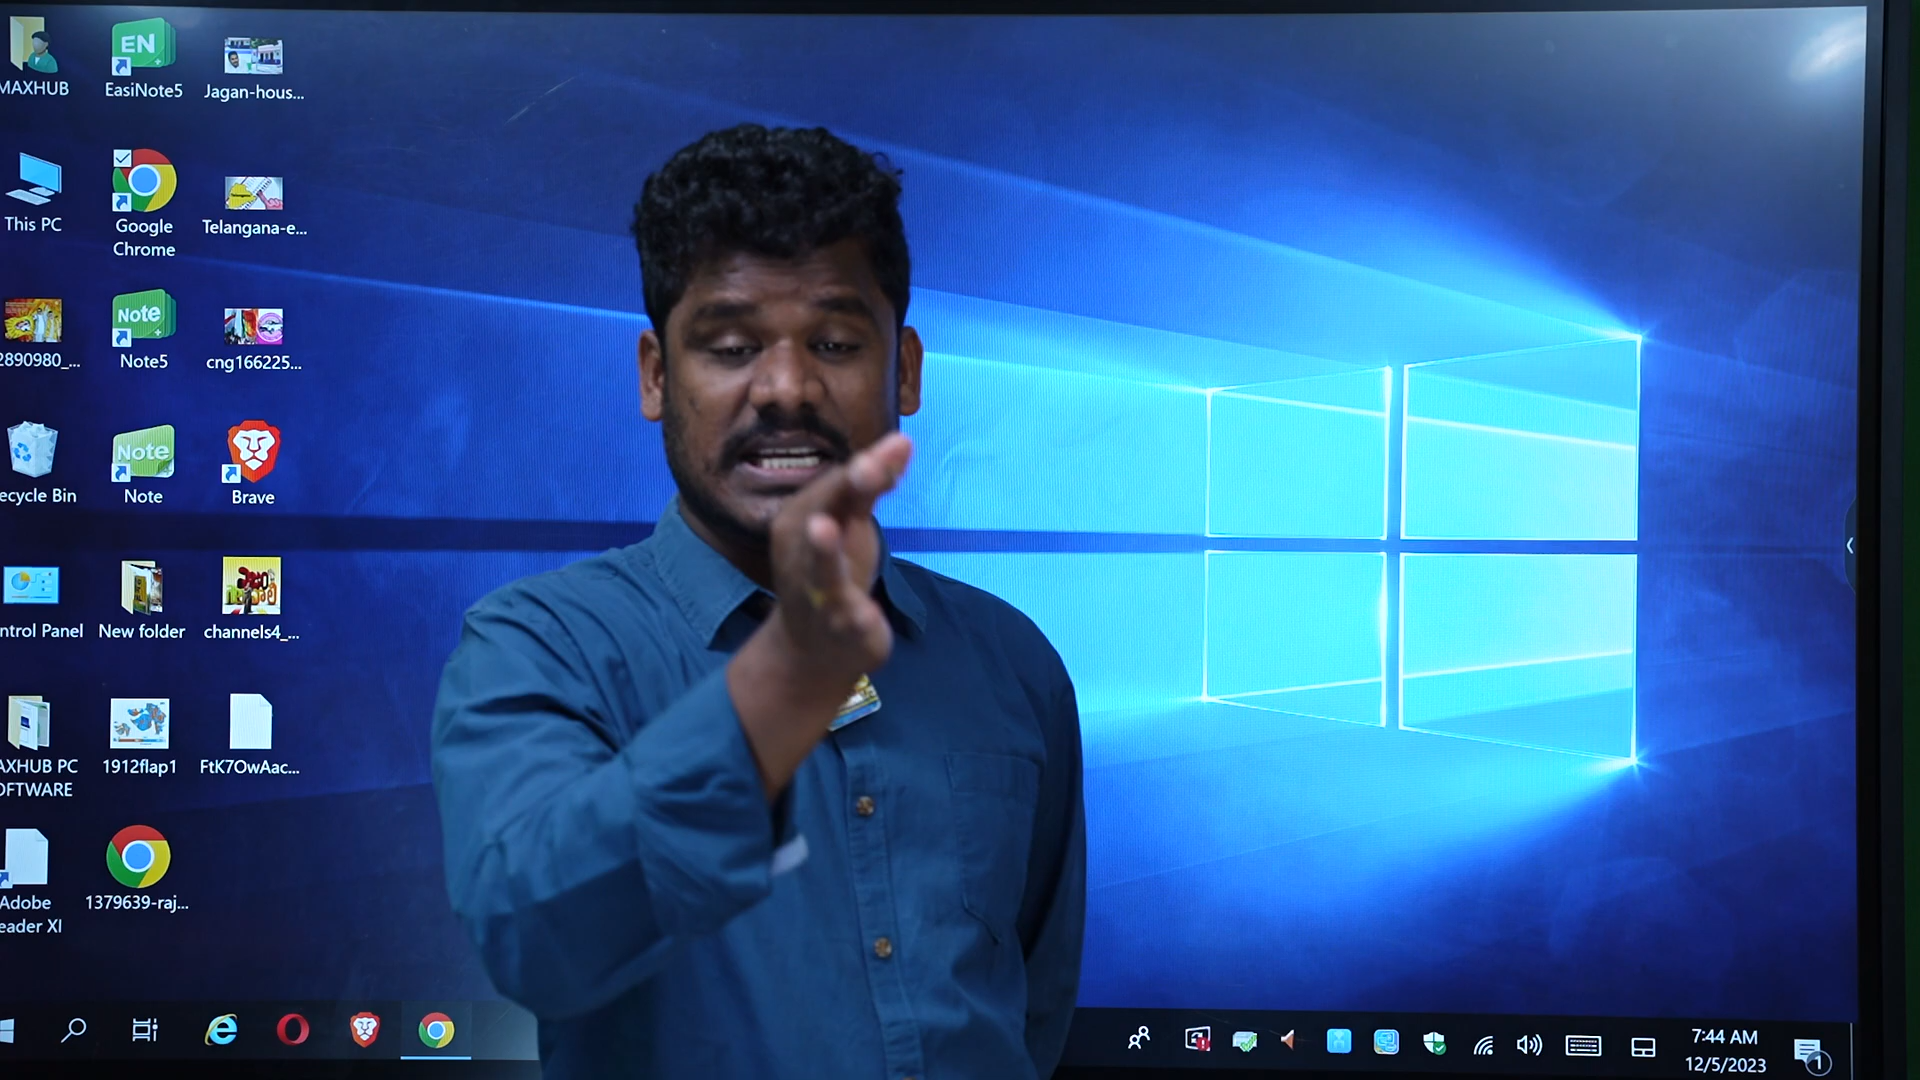 MAXHUB
EN
EasiNote5
Jagan-hous...
This PC
Google
Chrome
Telangana-e...
2890980_...
Note
Note5
cng166225...
ecycle Bin
Note
Note
Brave
ntrol Panel
New folder
channels4_...
AXHUB PC
OFTWARE
1912flap1
FtK7OwAac...
Adobe
eader XI
1379639-raj...
7:44 AM
12/5/2023
1